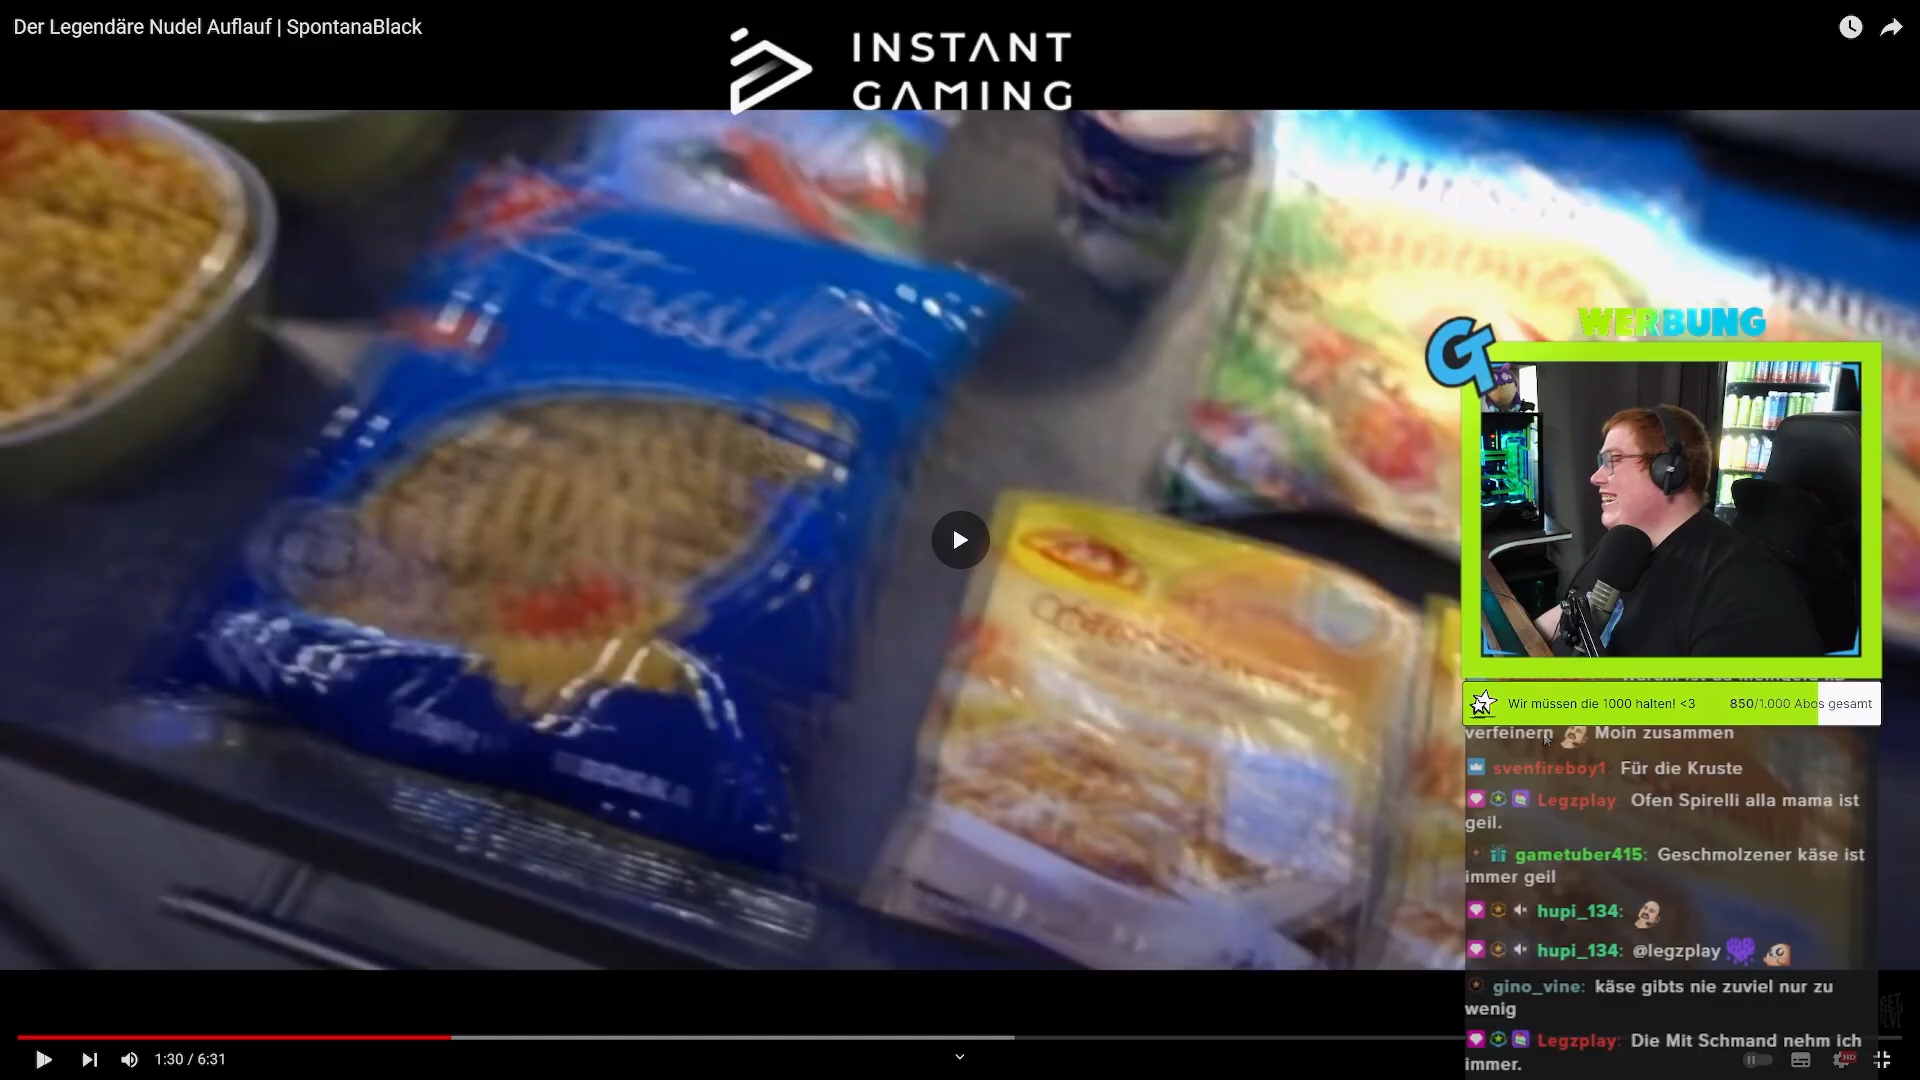 Der Legendäre Nudel Auflauf | SpontanaBlack
INSTANT
GAMING
WERBUNG
Wir müssen die 1000 halten! <3 850/1.000 Abos gesamt
verfeinern Moin zusammen
svenfireboy1: Für die Kruste
Legzplay: Ofen Spirelli alla mama ist
geil.
gametuber415: Geschmolzener käse ist
immer geil
hupi_134:
hupi_134: @legzplay
gino_vine: käse gibts nie zuviel nur zu
wenig
Legzplay: Die Mit Schmand nehm ich
immer.
1:30 / 6:31
HD